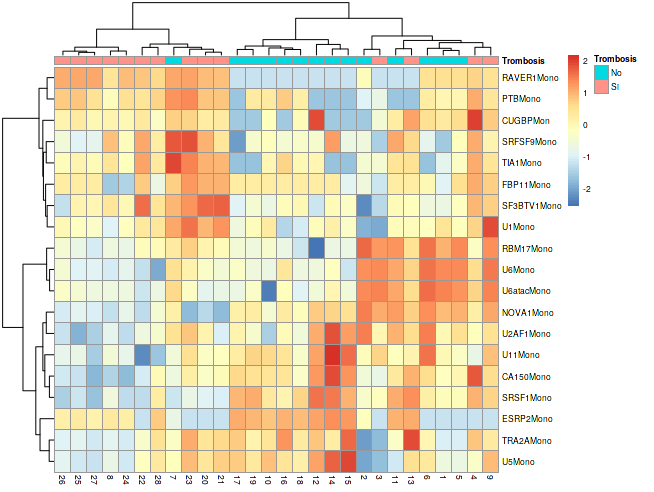 Trombosis
RAVER1Mono
PTBMono
CUGBPMon
SRFSF9Mono
TIA1Mono
FBP11Mono
SF3BTV1Mono
U1Mono
RBM17Mono
U6Mono
U6atacMono
NOVA1Mono
U2AF1Mono
U11Mono
CA150Mono
SRSF1Mono
ESRP2Mono
TRA2AMono
U5Mono
26 25 27 8 24 22 28 7 23 20 21 17 19 10 16 18 12 14 15 2 3 11 13 6 1 5 4 9
2
1
0
-1
-2
Trombosis
No
SI